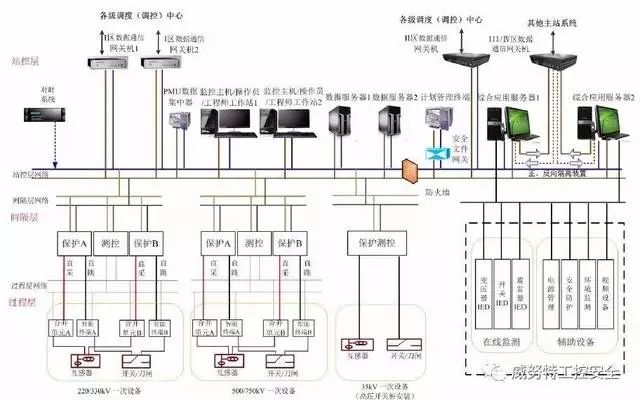 各级调度（调控）中心
各级调度（调控）中心
其他主站系统
I区数据通信
网关机1
I区数据通信
网关机2
II区数据通信
网关机
III/IV区数据
通信网关机
站控层
对时
系统
PMU数据
集中器
监控主机/操作员
/工程师工作站1
监控主机/操作员
/工程师工作站2
数据服务器1
数据服务器2
计划管理终端
综合应用服务器1
综合应用服务器2
安全
文件
网关
正、反向隔离装置
站控层网络
防火墙
间隔层网络
间隔层
保护A
测控
保护B
保护A
测控
保护B
保护测控
直采
直跳
直采
直跳
直采
直跳
直采
直跳
过程层网络
过程层
合并
单元A
智能
终端A
合并
单元B
智能
终端B
合并
单元A
智能
终端A
合并
单元B
智能
终端B
互感器
开关/刀闸
互感器
开关/刀闸
互感器
开关/刀闸
220/330kV一次设备
500/750kV一次设备
35kV一次设备
（高压开关柜安装）
变压器IED
开关IED
避雷器IED
电源管理
安全防护
环境监测
视频设备
在线监测
辅助设备
威努特工控安全